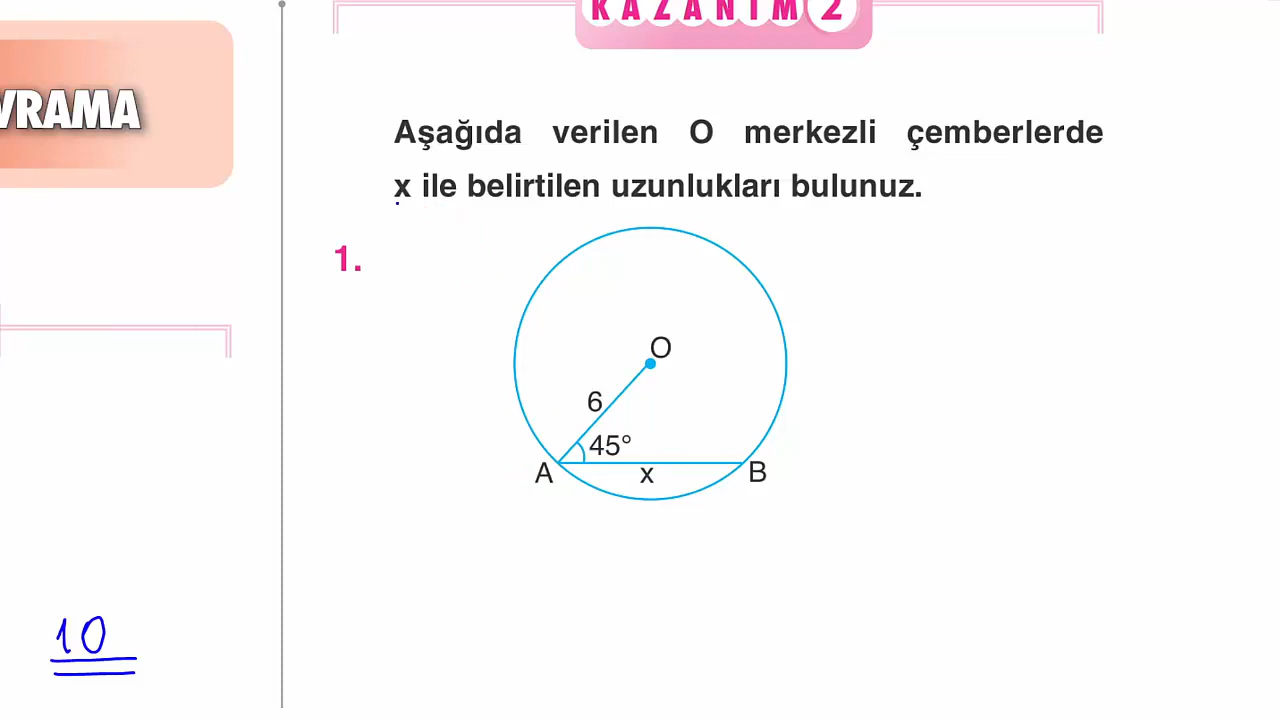 KAZANIM 2
VRAMA
Aşağıda verilen O merkezli çemberlerde
x ile belirtilen uzunlukları bulunuz.
1.
O
6
45°
A
x
B
10